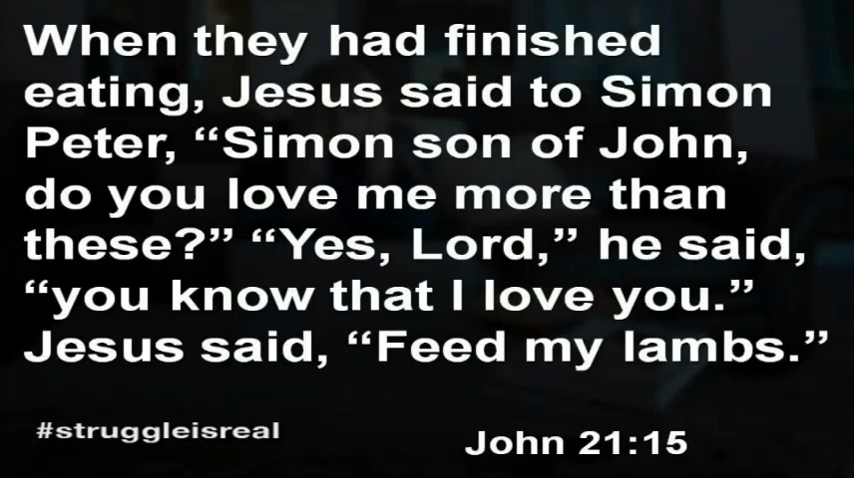 When they had finished
eating, Jesus said to Simon
Peter, “Simon son of John,
do you love me more than
these?” “Yes, Lord,” he said,
“you know that I love you.”
Jesus said, “Feed my lambs.”
#struggleisreal
John 21:15